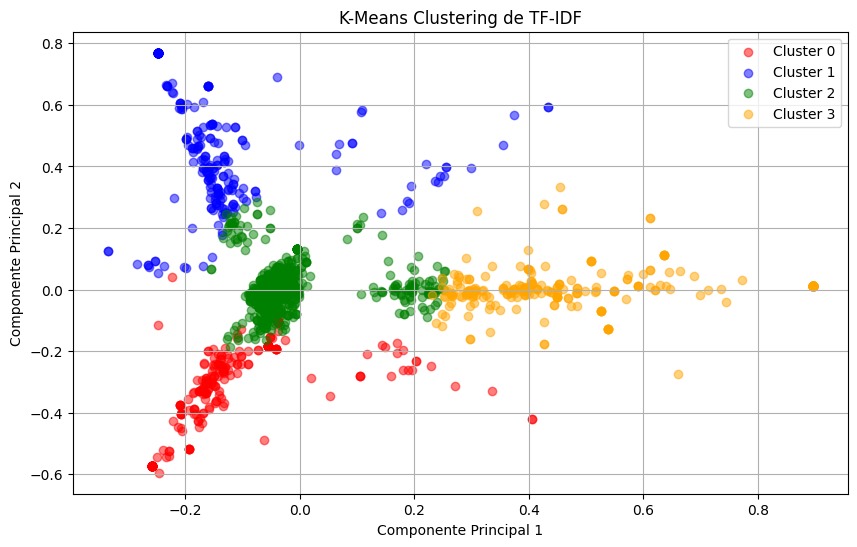 K-Means Clustering de TF-IDF
Cluster 0
Cluster 1
Cluster 2
Cluster 3
Componente Principal 2
0.8
0.6
0.4
0.2
0.0
−0.2
−0.4
−0.6
−0.2
0.0
0.2
0.4
0.6
0.8
Componente Principal 1